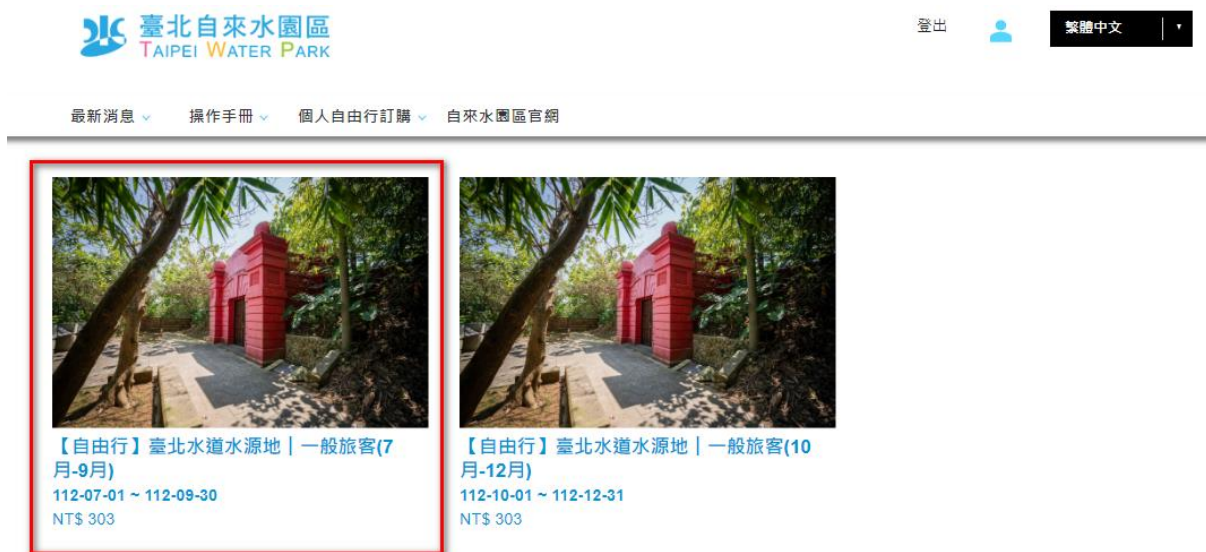 臺北自來水園區
TAIPEI WATER PARK
登出
繁體中文
最新消息
操作手冊
個人自由行訂購
自來水園區官網
【自由行】臺北水道水源地│一般旅客(7
月-9月)
112-07-01 ~ 112-09-30
NT$ 303
【自由行】臺北水道水源地│一般旅客(10
月-12月)
112-10-01 ~ 112-12-31
NT$ 303